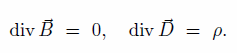 div B⃗ = 0, div D⃗ = ρ.